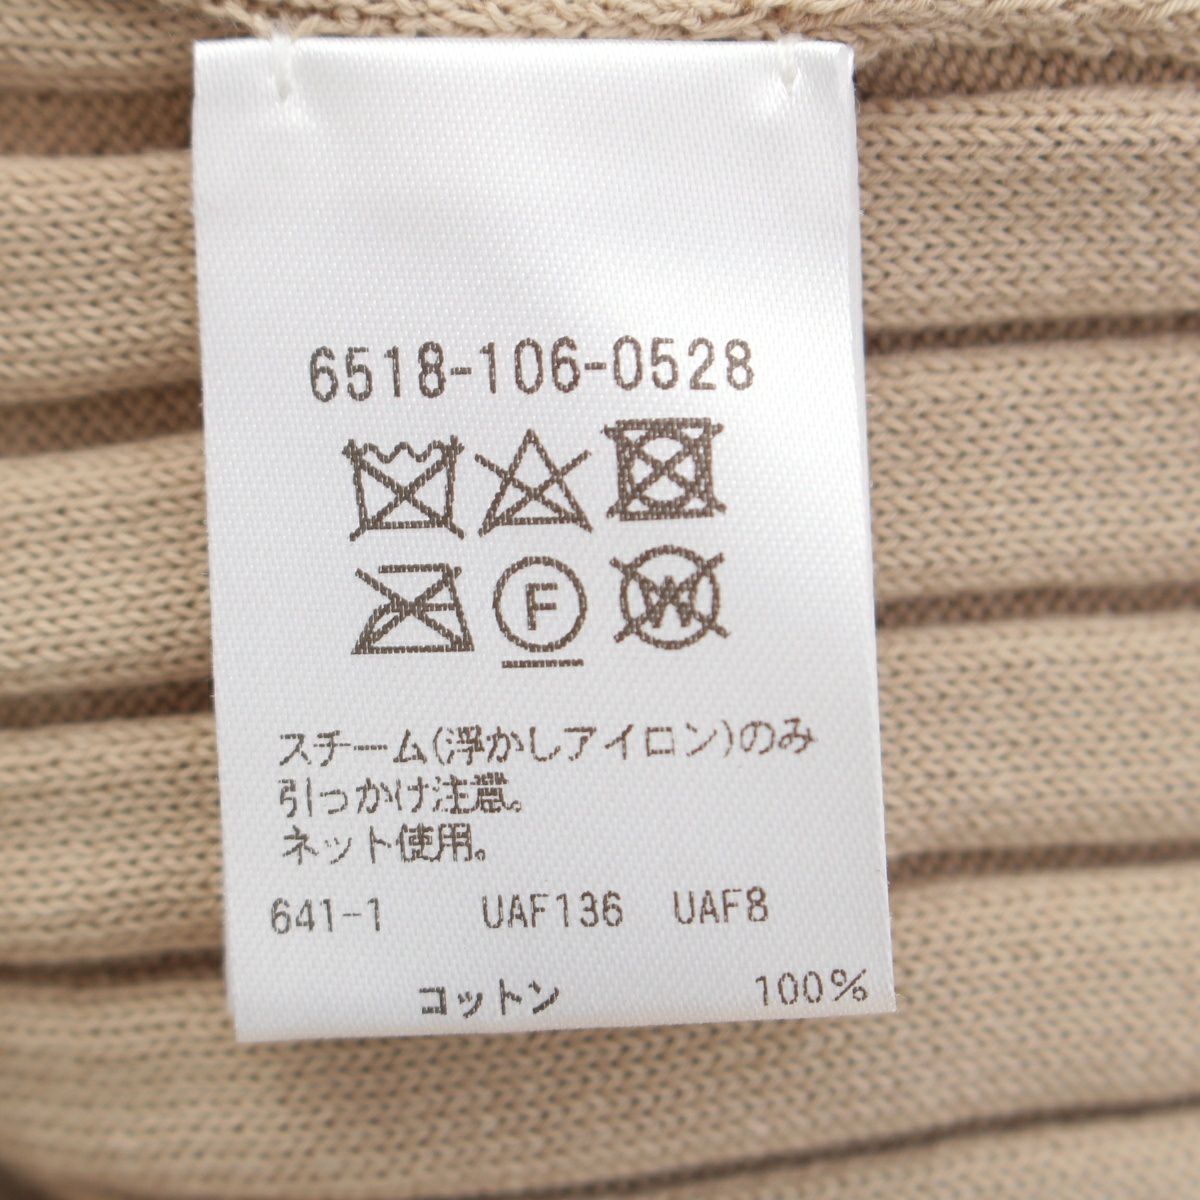 6518-106-0528
F W
スチーム(浮かしアイロン)のみ
引っかけ注意。
ネット使用。
641-1 UAF136 UAF8
コットン 100%